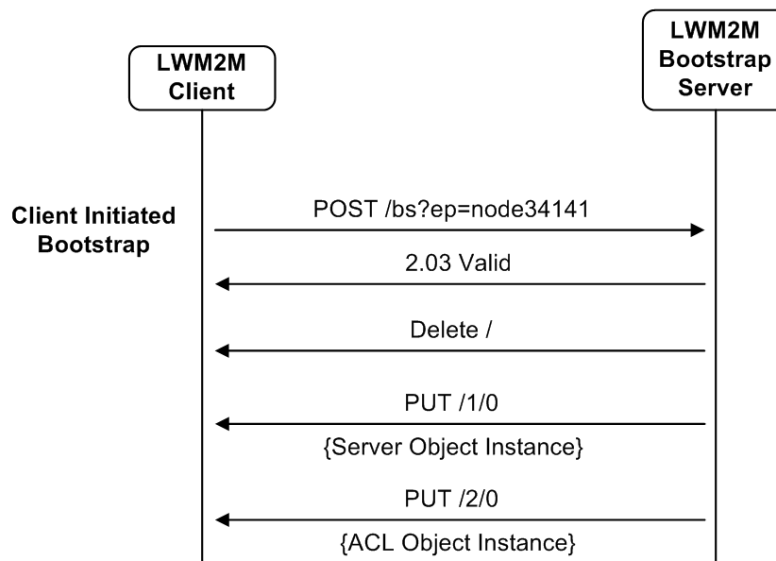 LWM2M
Client
LWM2M
Bootstrap
Server
Client Initiated
Bootstrap
POST /bs?ep=node34141
2.03 Valid
Delete /
PUT /1/0
{Server Object Instance}
PUT /2/0
{ACL Object Instance}